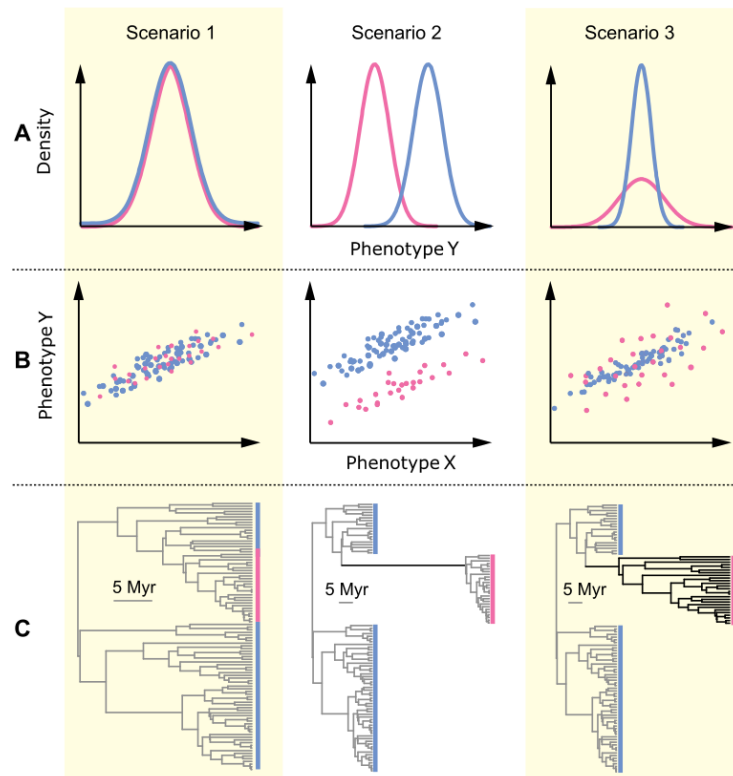 Scenario 1
Scenario 2
Scenario 3
A
Density
Phenotype Y
B
Phenotype Y
Phenotype X
C
5 Myr
5 Myr
5 Myr